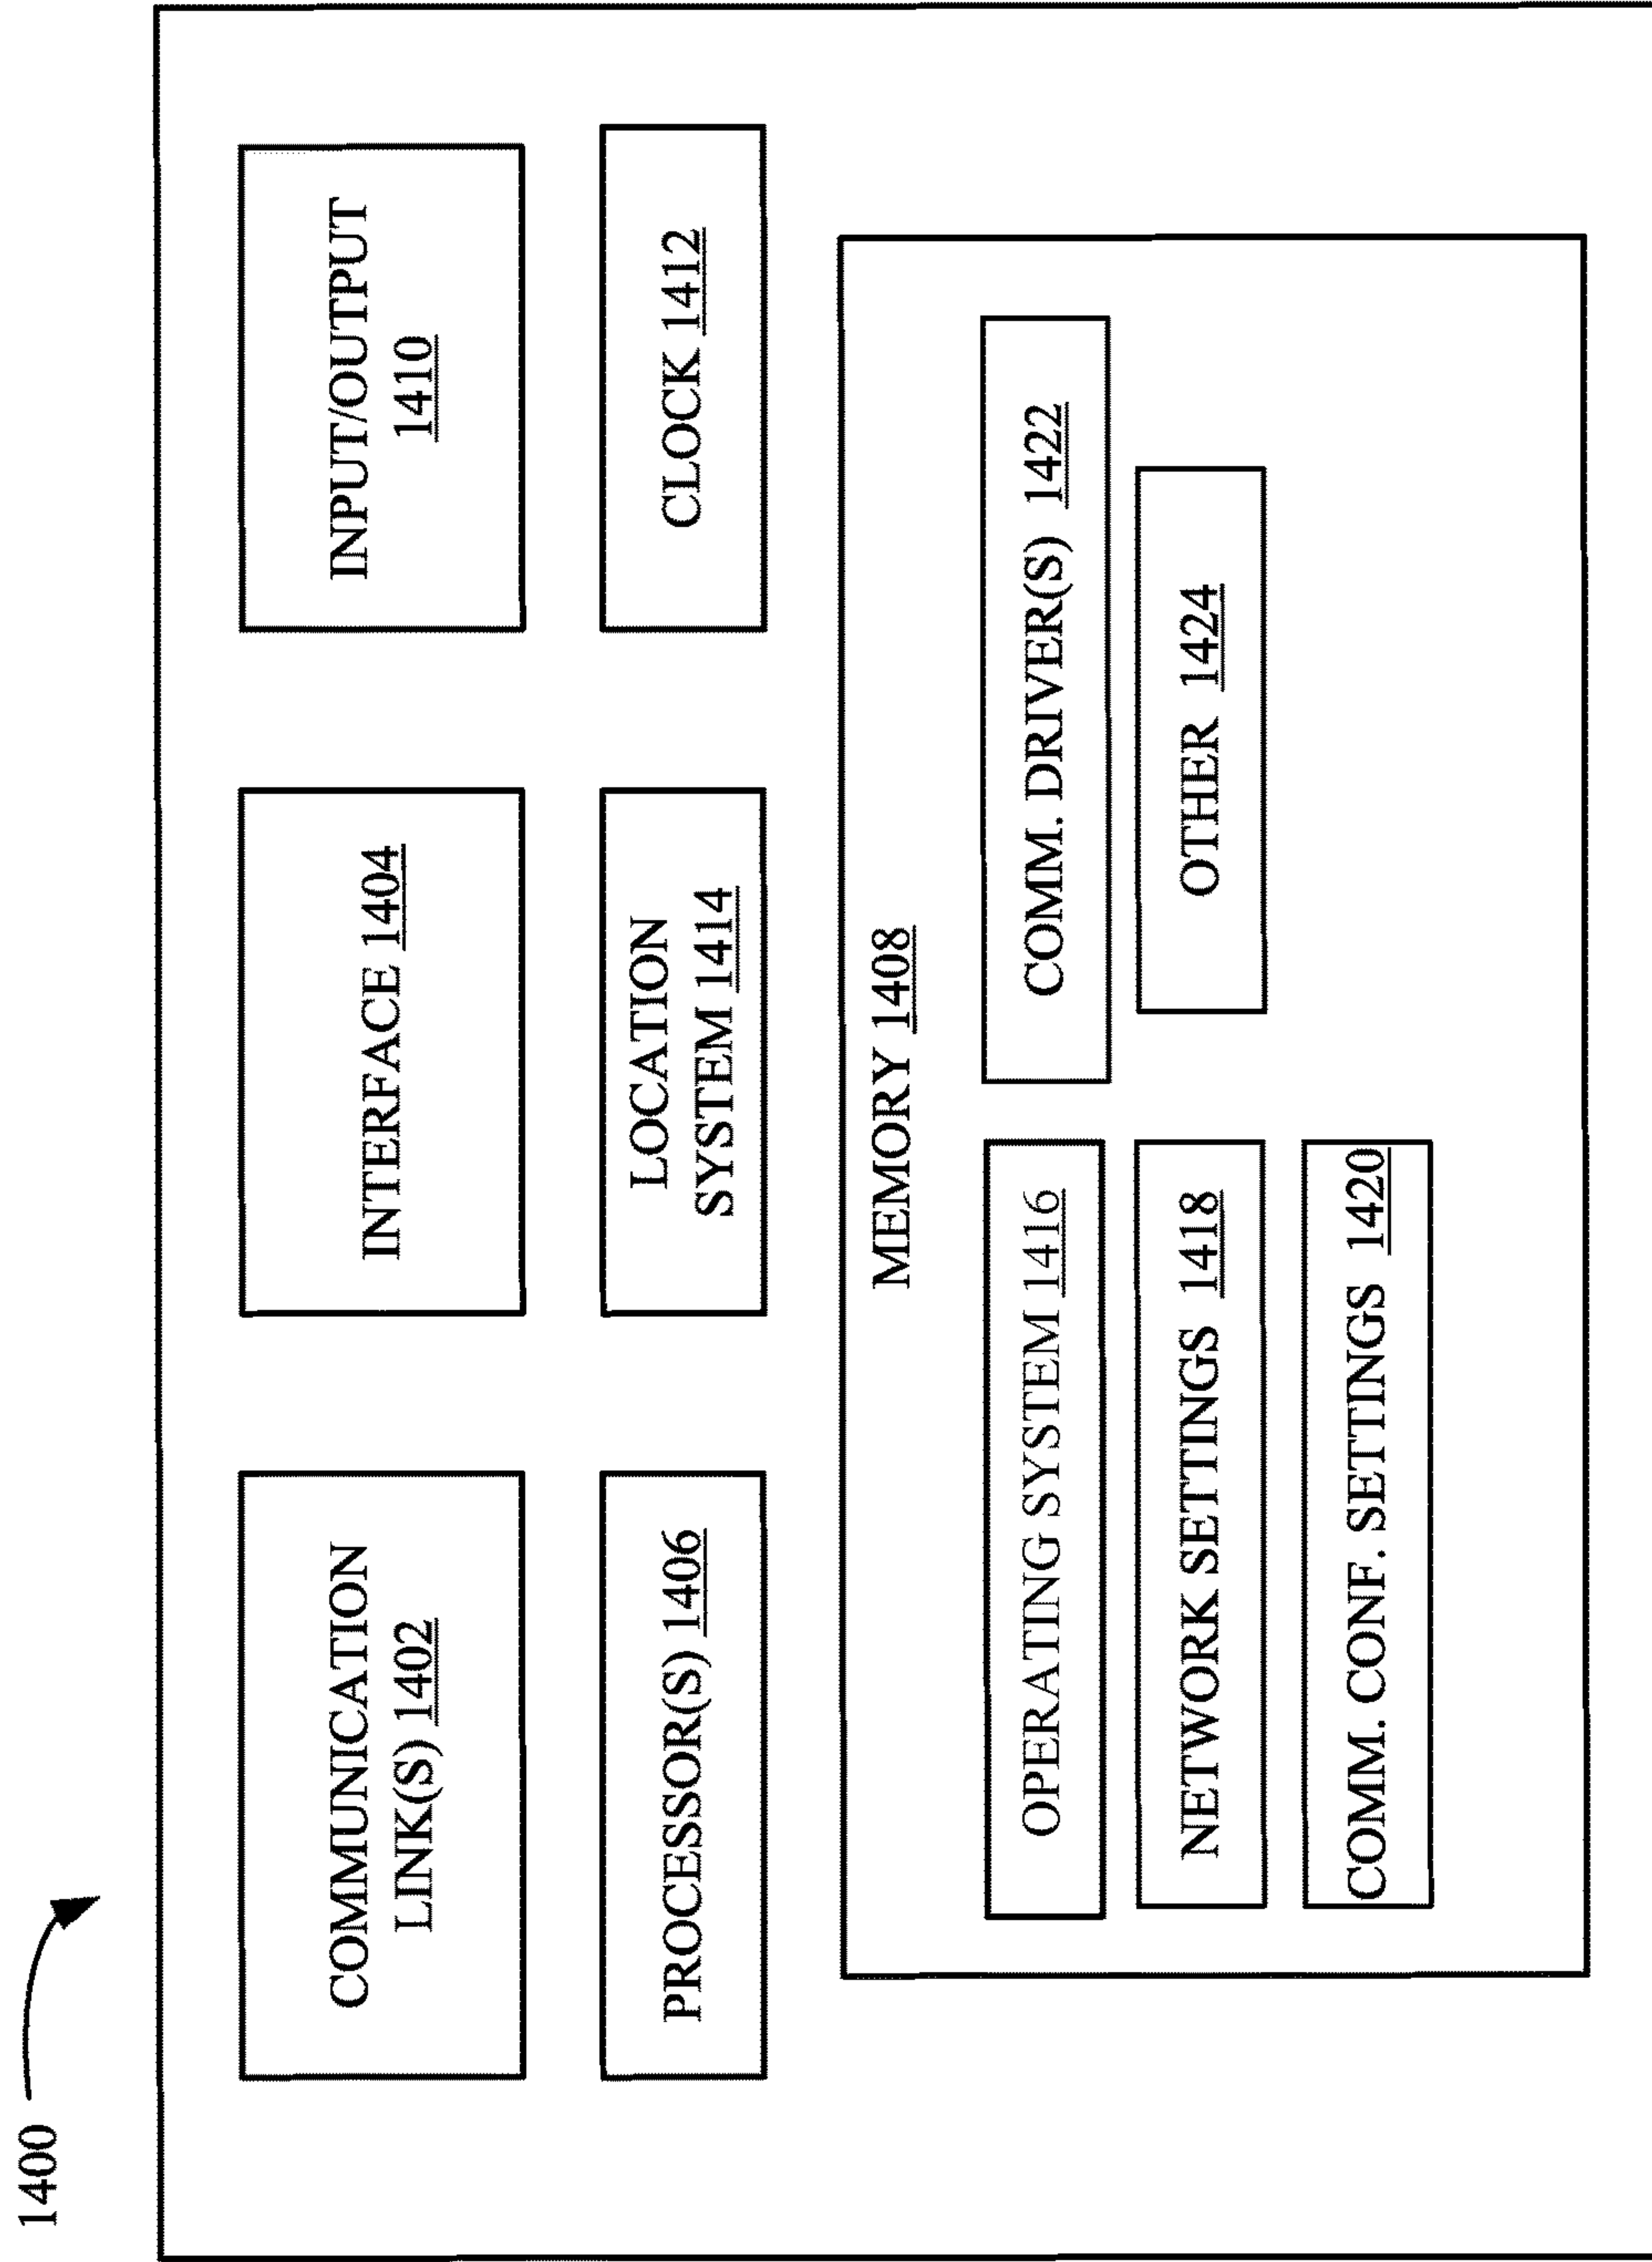 1400
COMMUNICATION
LINK(S) 1402
INTERFACE 1404
INPUT/OUTPUT
1410
PROCESSOR(S) 1406
LOCATION
SYSTEM 1414
CLOCK 1412
MEMORY 1408
OPERATING SYSTEM 1416
COMM. DRIVER(S) 1422
NETWORK SETTINGS 1418
OTHER 1424
COMM. CONF. SETTINGS 1420